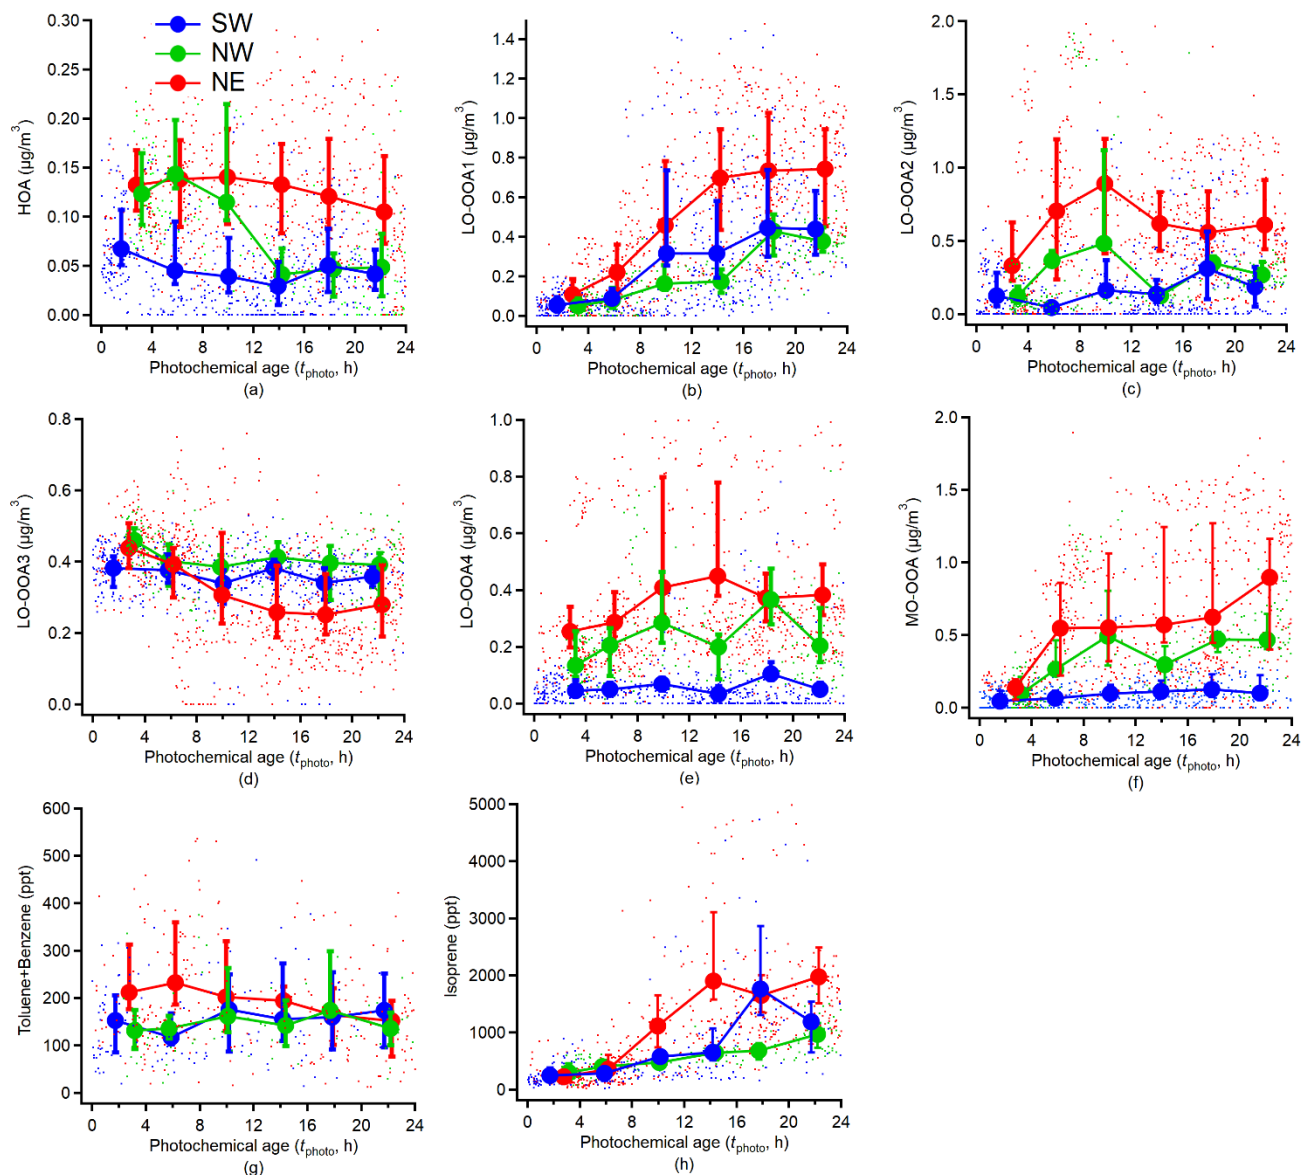 SW
NW
NE
HOA (µg/m³)
0.30
0.25
0.20
0.15
0.10
0.05
0.00
0 4 8 12 16 20 24
Photochemical age (tphoto, h)
(a)
LO-OOA1 (µg/m³)
1.4
1.2
1.0
0.8
0.6
0.4
0.2
0.0
0 4 8 12 16 20 24
Photochemical age (tphoto, h)
(b)
LO-OOA2 (µg/m³)
2.0
1.5
1.0
0.5
0.0
0 4 8 12 16 20 24
Photochemical age (tphoto, h)
(c)
LO-OOA3 (µg/m³)
0.8
0.6
0.4
0.2
0.0
0 4 8 12 16 20 24
Photochemical age (tphoto, h)
(d)
LO-OOA4 (µg/m³)
1.0
0.8
0.6
0.4
0.2
0.0
0 4 8 12 16 20 24
Photochemical age (tphoto, h)
(e)
MO-OOA (µg/m³)
2.0
1.5
1.0
0.5
0.0
0 4 8 12 16 20 24
Photochemical age (tphoto, h)
(f)
Toluene+Benzene (ppt)
600
500
400
300
200
100
0
0 4 8 12 16 20 24
Photochemical age (tphoto, h)
(g)
Isoprene (ppt)
5000
4000
3000
2000
1000
0
0 4 8 12 16 20 24
Photochemical age (tphoto, h)
(h)